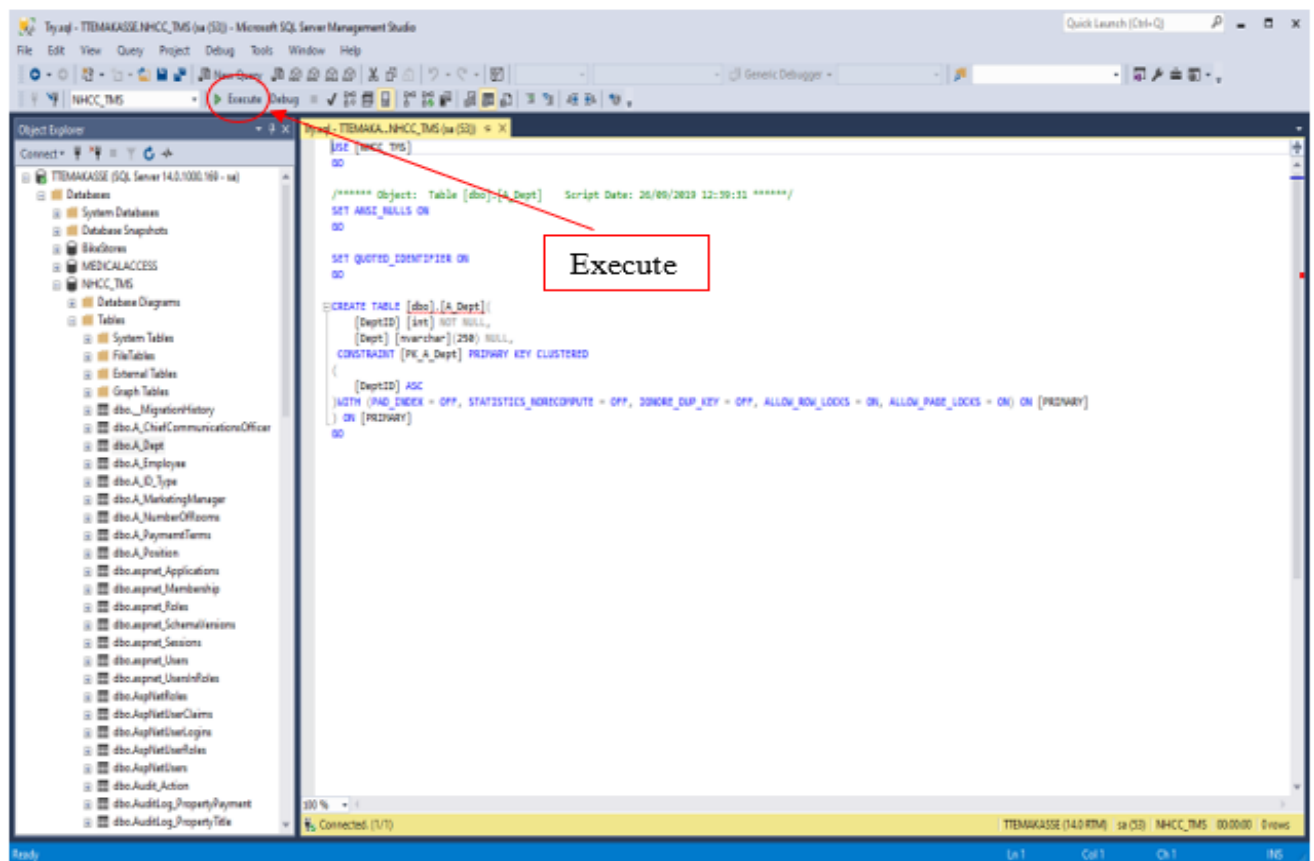 Try.sql - TTEMAKASSE.NHCC_TMS (sa (53)) - Microsoft SQL Server Management Studio
Quick Launch (Ctrl+Q)
File Edit View Query Project Debug Tools Window Help
New Query
Generic Debugger
NHCC_TMS
Execute Debug
Object Explorer
Try.sql - TTEMAKA...NHCC_TMS (sa (53))
Connect
TTEMAKASSE (SQL Server 14.0.1000.169 - sa)
Databases
System Databases
Database Snapshots
BikeStores
MEDICALACCESS
NHCC_TMS
Database Diagrams
Tables
System Tables
FileTables
External Tables
Graph Tables
dbo.__MigrationHistory
dbo.A_ChiefCommunicationsOfficer
dbo.A_Dept
dbo.A_Employee
dbo.A_ID_Type
dbo.A_MarketingManager
dbo.A_NumberOfRooms
dbo.A_PaymentTerms
dbo.A_Position
dbo.aspnet_Applications
dbo.aspnet_Membership
dbo.aspnet_Roles
dbo.aspnet_SchemaVersions
dbo.aspnet_Sessions
dbo.aspnet_Users
dbo.aspnet_UsersInRoles
dbo.AspNetRoles
dbo.AspNetUserClaims
dbo.AspNetUserLogins
dbo.AspNetUserRoles
dbo.AspNetUsers
dbo.Audit_Action
dbo.AuditLog_PropertyPayment
dbo.AuditLog_PropertyTitle
USE [NHCC_TMS]
GO
/****** Object: Table [dbo].[A_Dept] Script Date: 26/09/2019 12:39:31 ******/
SET ANSI_NULLS ON
GO
SET QUOTED_IDENTIFIER ON
GO
Execute
CREATE TABLE [dbo].[A_Dept](
[DeptID] [int] NOT NULL,
[Dept] [nvarchar](250) NULL,
CONSTRAINT [PK_A_Dept] PRIMARY KEY CLUSTERED
(
[DeptID] ASC
)WITH (PAD_INDEX = OFF, STATISTICS_NORECOMPUTE = OFF, IGNORE_DUP_KEY = OFF, ALLOW_ROW_LOCKS = ON, ALLOW_PAGE_LOCKS = ON) ON [PRIMARY]
) ON [PRIMARY]
GO
100 %
Connected. (1/1)
TTEMAKASSE (14.0 RTM) sa (53) NHCC_TMS 00:00:00 0 rows
Ready
Ln 1 Col 1 Ch 1 INS